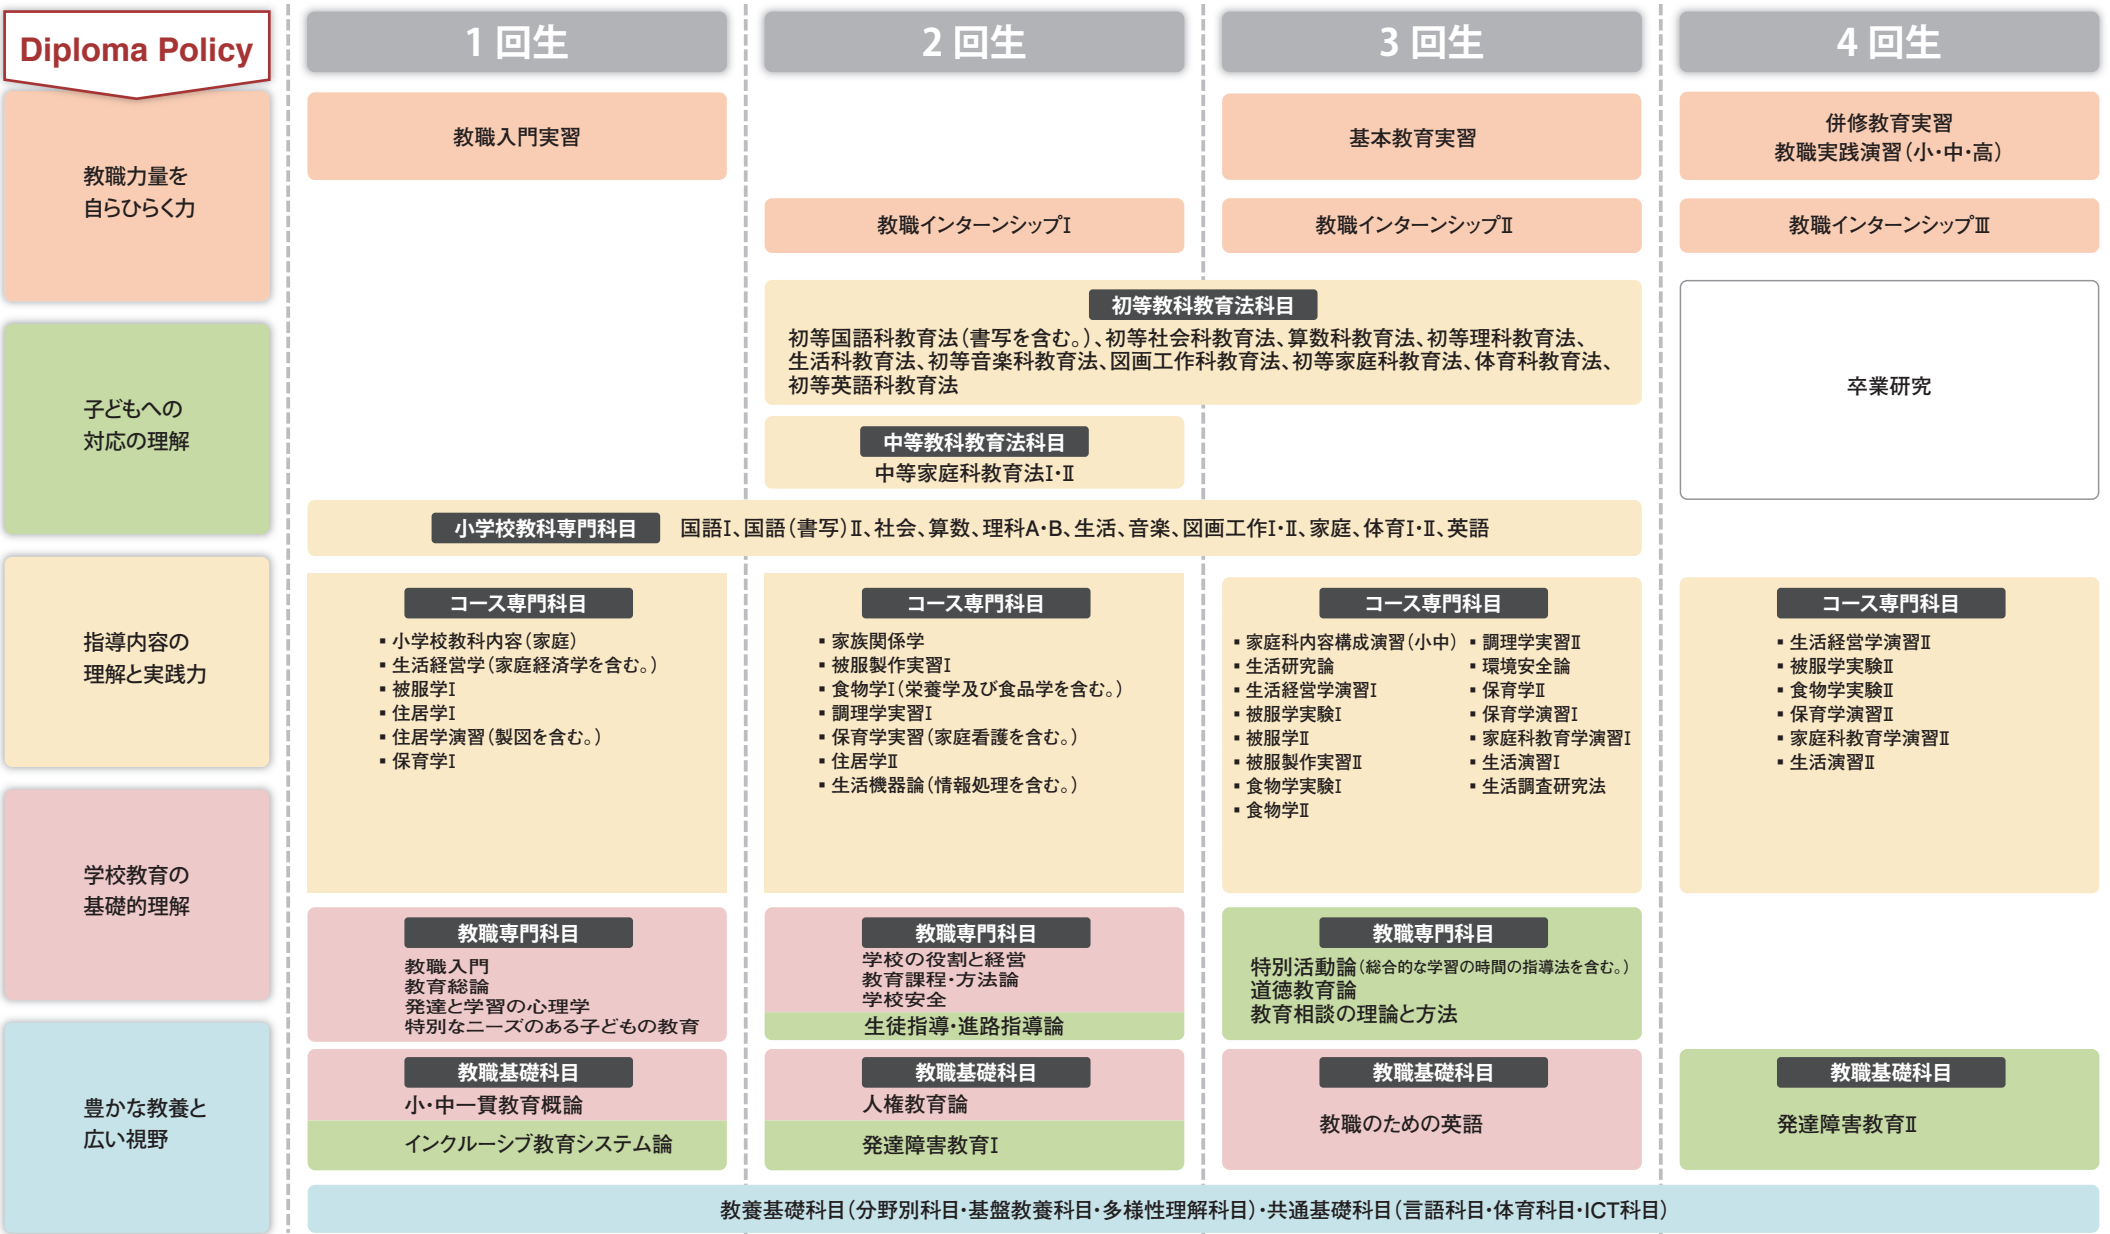 Diploma Policy
1 回生
2 回生
3 回生
4 回生
教職力量を
自らひらく力
教職入門実習
基本教育実習
併修教育実習
教職実践演習(小・中・高)
教職インターンシップⅠ
教職インターンシップⅡ
教職インターンシップⅢ
子どもへの
対応の理解
初等教科教育法科目
初等国語科教育法(書写を含む。)、初等社会科教育法、算数科教育法、初等理科教育法、
生活科教育法、初等音楽科教育法、図画工作科教育法、初等家庭科教育法、体育科教育法、
初等英語科教育法
卒業研究
中等教科教育法科目
中等家庭科教育法Ⅰ・Ⅱ
小学校教科専門科目 国語Ⅰ、国語(書写)Ⅱ、社会、算数、理科A・B、生活、音楽、図画工作Ⅰ・Ⅱ、家庭、体育Ⅰ・Ⅱ、英語
指導内容の
理解と実践力
コース専門科目
▪ 小学校教科内容(家庭)
▪ 生活経営学(家庭経済学を含む。)
▪ 被服学Ⅰ
▪ 住居学Ⅰ
▪ 住居学演習(製図を含む。)
▪ 保育学Ⅰ
コース専門科目
▪ 家族関係学
▪ 被服製作実習Ⅰ
▪ 食物学Ⅰ(栄養学及び食品学を含む。)
▪ 調理学実習Ⅰ
▪ 保育学実習(家庭看護を含む。)
▪ 住居学Ⅱ
▪ 生活機器論(情報処理を含む。)
コース専門科目
▪ 家庭科内容構成演習(小中)
▪ 生活研究論
▪ 生活経営学演習Ⅰ
▪ 被服学実験Ⅰ
▪ 被服学Ⅱ
▪ 被服製作実習Ⅱ
▪ 食物学実験Ⅰ
▪ 食物学Ⅱ
▪ 調理学実習Ⅱ
▪ 環境安全論
▪ 保育学Ⅱ
▪ 保育学演習Ⅰ
▪ 家庭科教育学演習Ⅰ
▪ 生活演習Ⅰ
▪ 生活調査研究法
コース専門科目
▪ 生活経営学演習Ⅱ
▪ 被服学実験Ⅱ
▪ 食物学実験Ⅱ
▪ 保育学演習Ⅱ
▪ 家庭科教育学演習Ⅱ
▪ 生活演習Ⅱ
学校教育の
基礎的理解
教職専門科目
教職入門
教育総論
発達と学習の心理学
特別なニーズのある子どもの教育
教職専門科目
学校の役割と経営
教育課程・方法論
学校安全
生徒指導・進路指導論
教職専門科目
特別活動論(総合的な学習の時間の指導法を含む。)
道徳教育論
教育相談の理論と方法
豊かな教養と
広い視野
教職基礎科目
小・中一貫教育概論
インクルーシブ教育システム論
教職基礎科目
人権教育論
発達障害教育Ⅰ
教職基礎科目
教職のための英語
教職基礎科目
発達障害教育Ⅱ
教養基礎科目(分野別科目・基盤教養科目・多様性理解科目)・共通基礎科目(言語科目・体育科目・ICT科目)